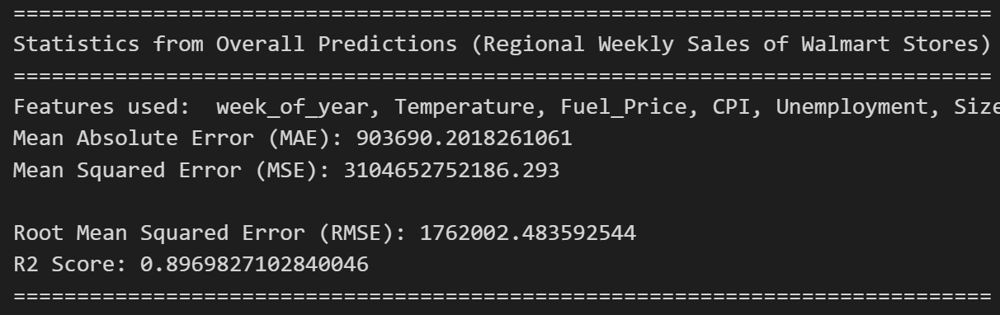 =============================================================================
Statistics from Overall Predictions (Regional Weekly Sales of Walmart Stores)
=============================================================================
Features used:  week_of_year, Temperature, Fuel_Price, CPI, Unemployment, Size
Mean Absolute Error (MAE): 903690.2018261061
Mean Squared Error (MSE): 3104652752186.293
Root Mean Squared Error (RMSE): 1762002.483592544
R2 Score: 0.8969827102840046
=============================================================================